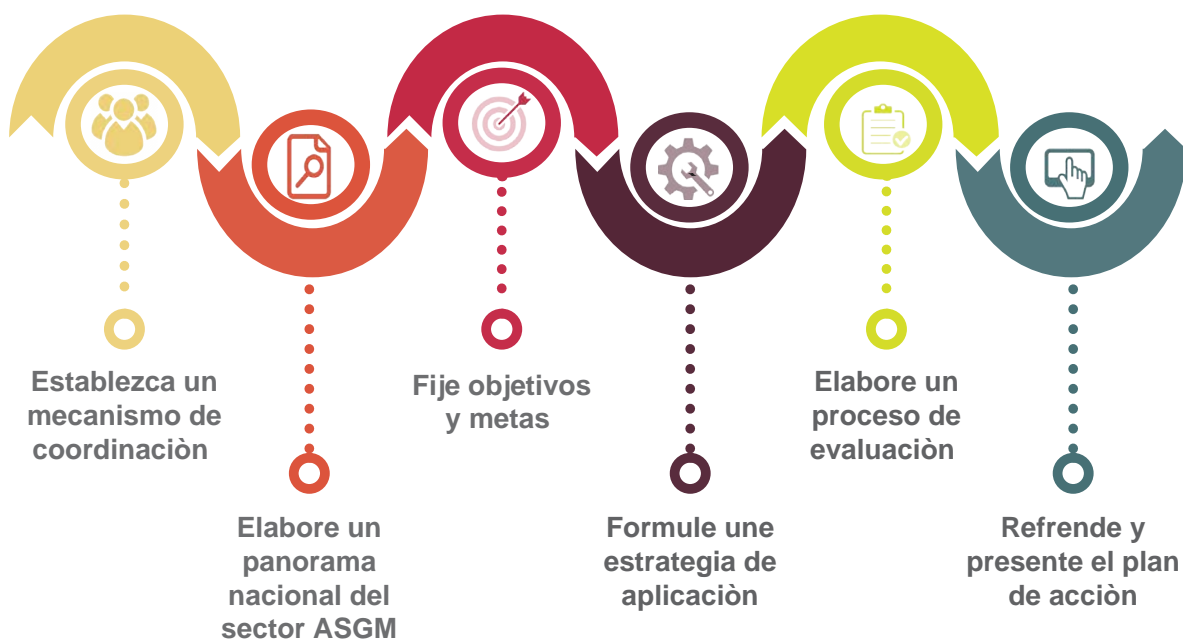 Establezca un
mecanismo de
coordinaciòn
Elabore un
panorama
nacional del
sector ASGM
Fije objetivos
y metas
Formule une
estrategia de
aplicaciòn
Elabore un
proceso de
evaluaciòn
Refrende y
presente el plan
de acciòn